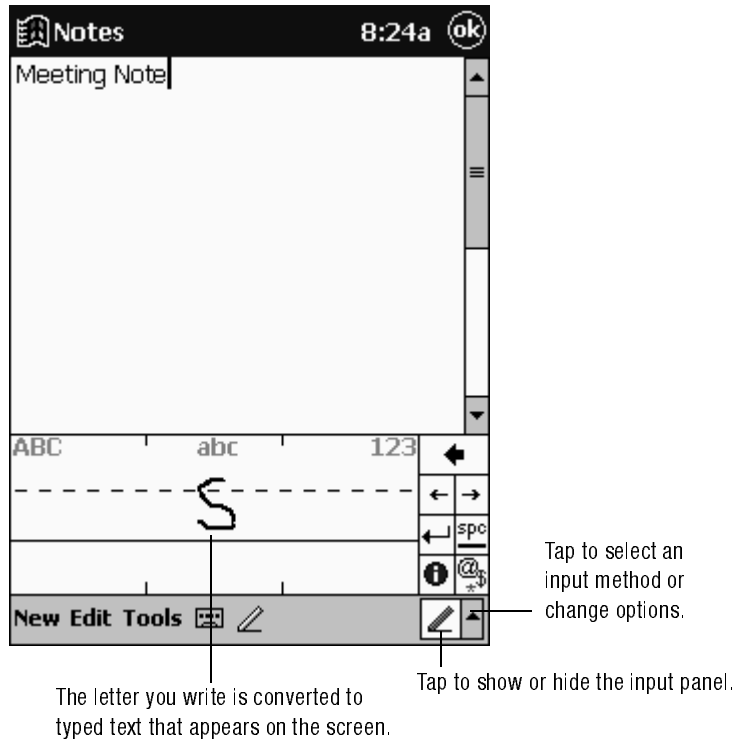 Notes 8:24a ok
Meeting Note
ABC abc 123
S
spc
@
*$
New Edit Tools
Tap to select an
input method or
change options.
Tap to show or hide the input panel.
The letter you write is converted to
typed text that appears on the screen.